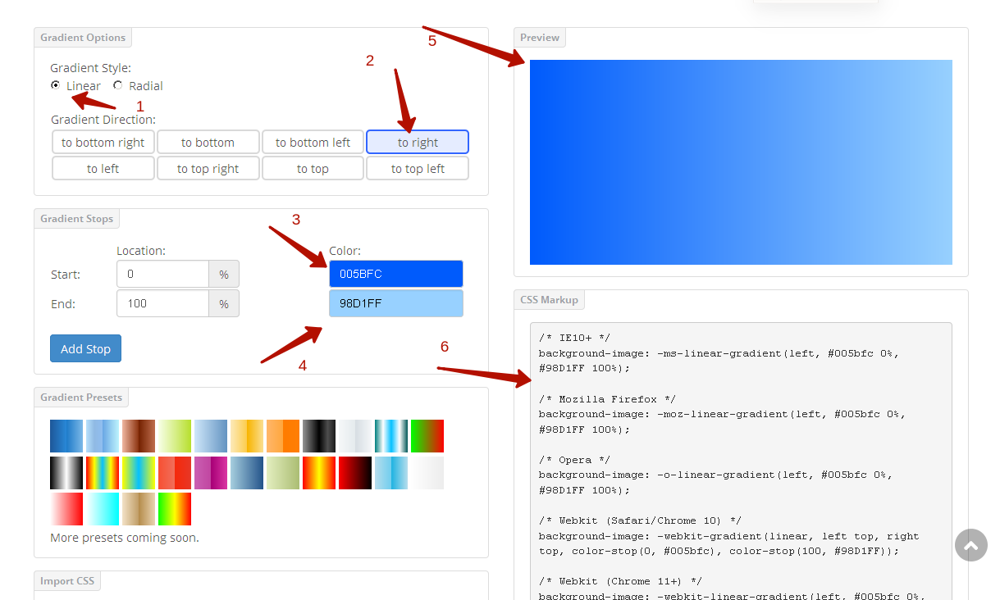 Gradient Options
Gradient Style:
Linear Radial
1
2
Gradient Direction:
to bottom right to bottom to bottom left to right
to left to top right to top to top left
Gradient Stops
3
Location: Color:
Start: 0 % 005BFC
End: 100 % 98D1FF
4
Add Stop
Gradient Presets
More presets coming soon.
Import CSS
5
Preview
6
CSS Markup
/* IE10+ */
background-image: -ms-linear-gradient(left, #005bfc 0%,
#98D1FF 100%);
/* Mozilla Firefox */
background-image: -moz-linear-gradient(left, #005bfc 0%,
#98D1FF 100%);
/* Opera */
background-image: -o-linear-gradient(left, #005bfc 0%,
#98D1FF 100%);
/* Webkit (Safari/Chrome 10) */
background-image: -webkit-gradient(linear, left top, right
top, color-stop(0, #005bfc), color-stop(100, #98D1FF));
/* Webkit (Chrome 11+) */
background-image: -webkit-linear-gradient(left, #005bfc 0%,